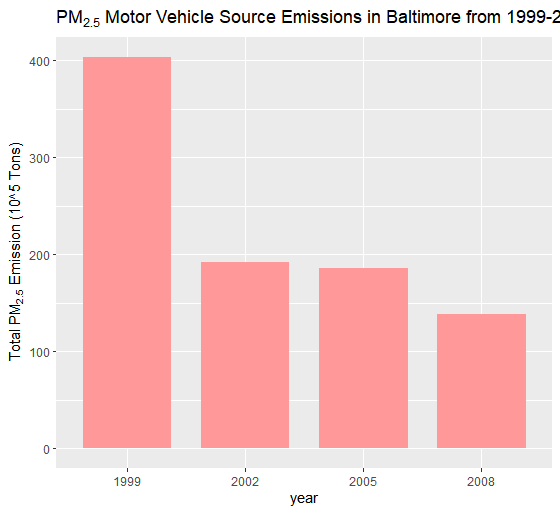 PM2.5 Motor Vehicle Source Emissions in Baltimore from 1999-2
Total PM2.5 Emission (10^5 Tons)
400
300
200
100
0
1999 2002 2005 2008
year